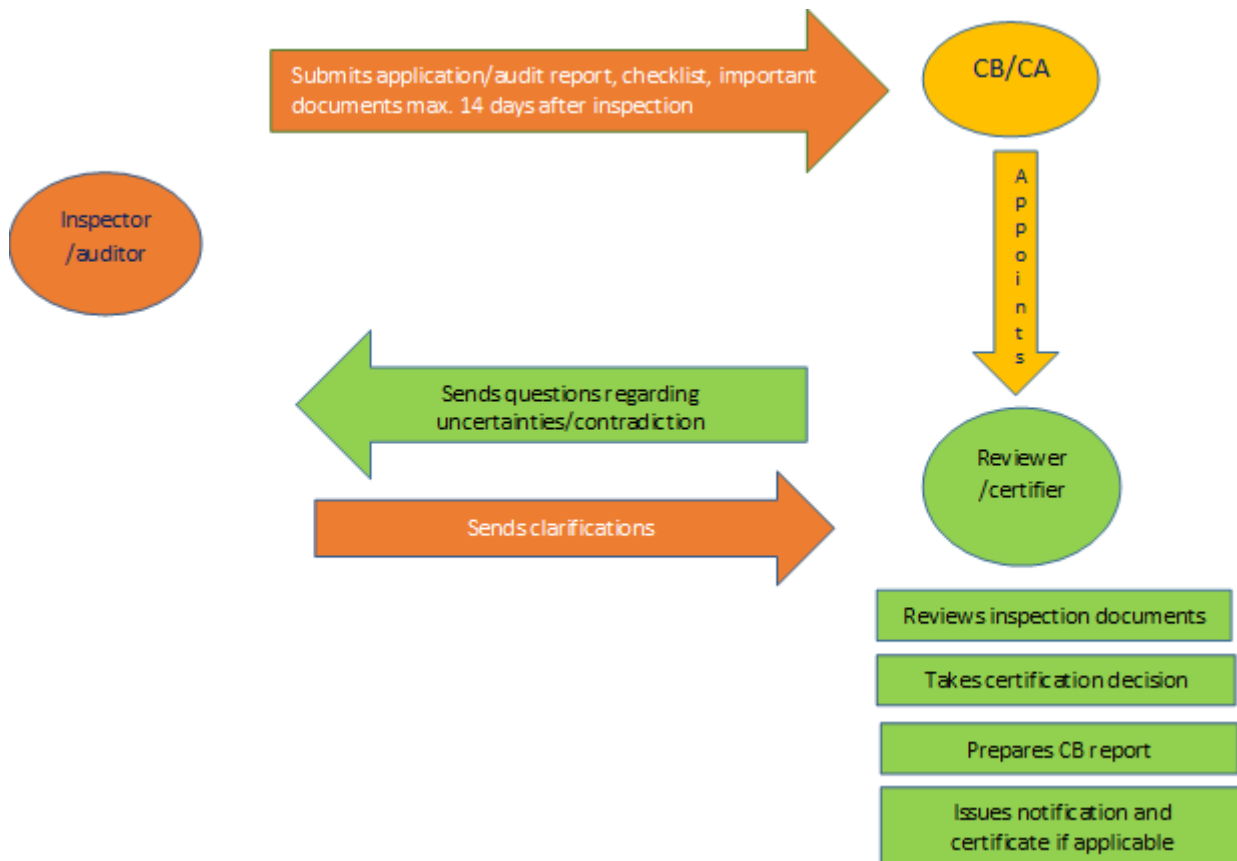 Submits application/audit report, checklist, important
documents max. 14 days after inspection
CB/CA
Appoints
Inspector
/auditor
Sends questions regarding
uncertainties/contradiction
Sends clarifications
Reviewer
/certifier
Reviews inspection documents
Takes certification decision
Prepares CB report
Issues notification and
certificate if applicable